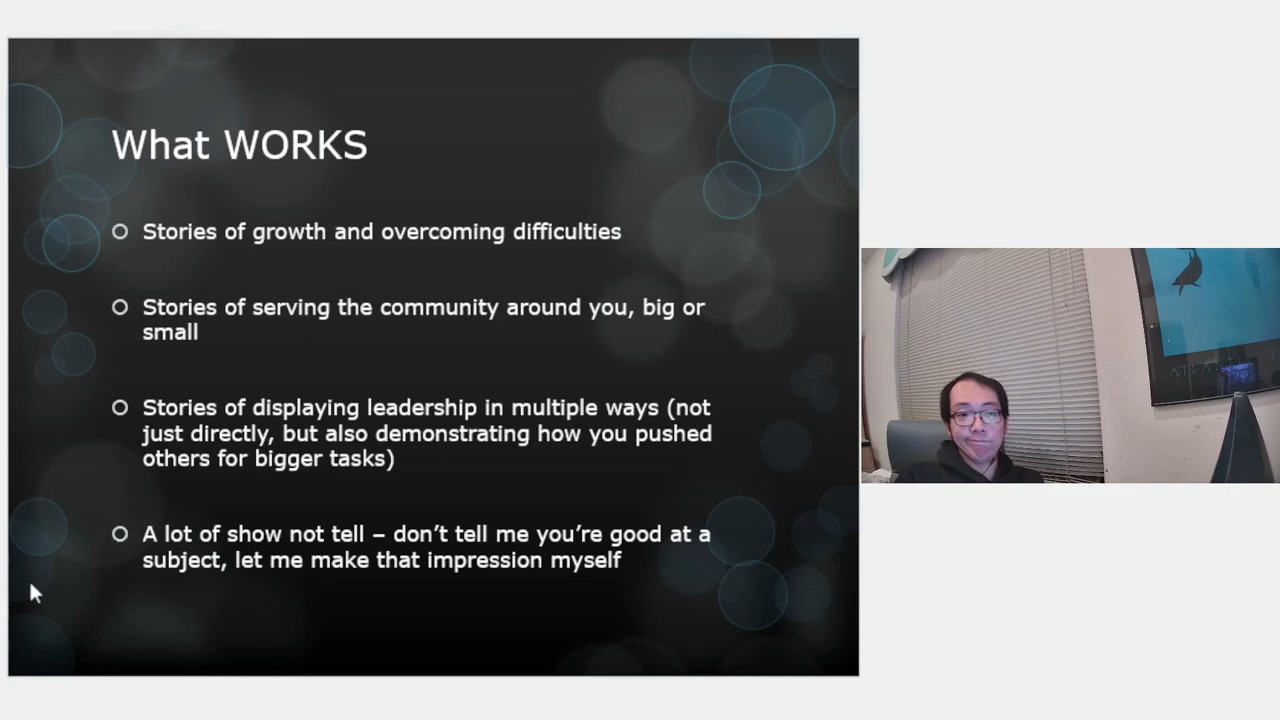 What WORKS
Stories of growth and overcoming difficulties
Stories of serving the community around you, big or
small
Stories of displaying leadership in multiple ways (not
just directly, but also demonstrating how you pushed
others for bigger tasks)
A lot of show not tell – don’t tell me you’re good at a
subject, let me make that impression myself